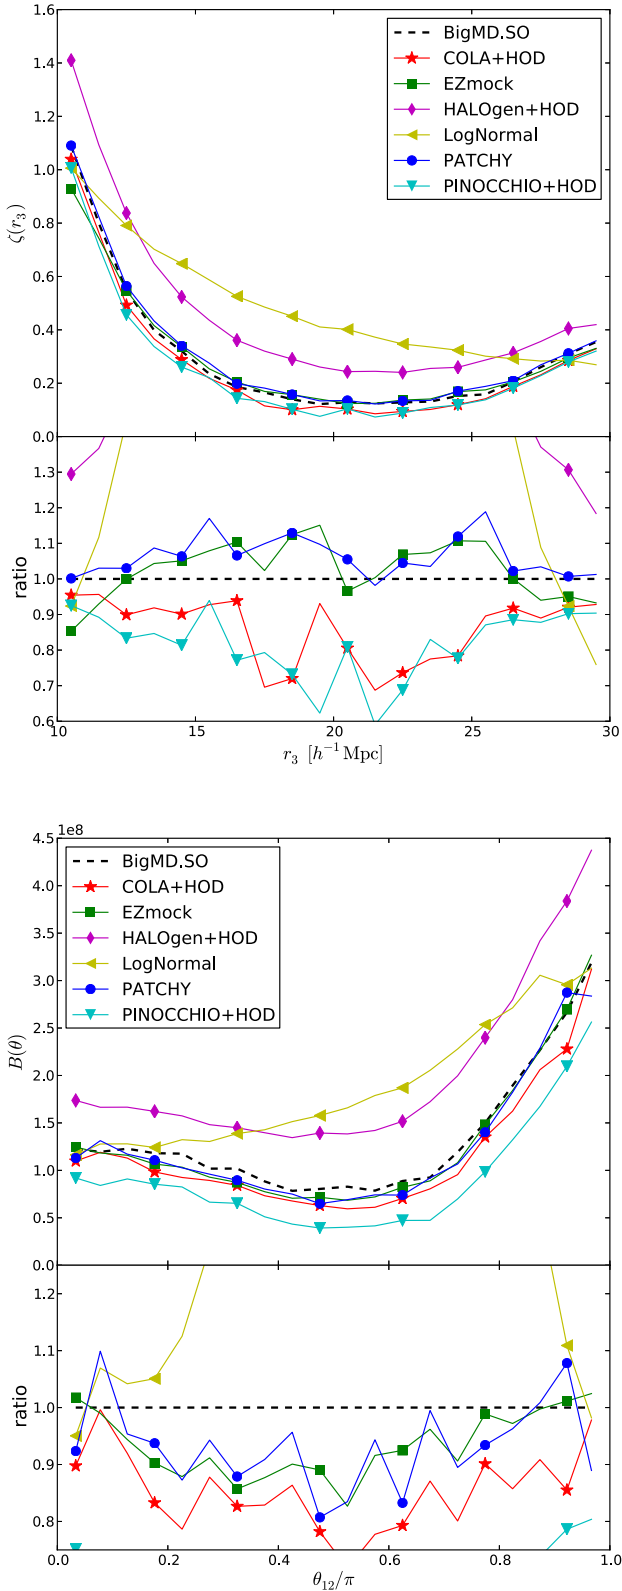 1.6
1.4
1.2
1.0
0.8
0.6
0.4
0.2
0.0
ζ(r₃)
BigMD.SO
COLA+HOD
EZmock
HALOgen+HOD
LogNormal
PATCHY
PINOCCHIO+HOD
1.3
1.2
1.1
1.0
0.9
0.8
0.7
0.6
ratio
10 15 20 25 30
r₃ [h⁻¹Mpc]
1e8
4.5
4.0
3.5
3.0
2.5
2.0
1.5
1.0
0.5
0.0
B(θ)
BigMD.SO
COLA+HOD
EZmock
HALOgen+HOD
LogNormal
PATCHY
PINOCCHIO+HOD
1.2
1.1
1.0
0.9
0.8
ratio
0.0 0.2 0.4 0.6 0.8 1.0
θ₁₂/π